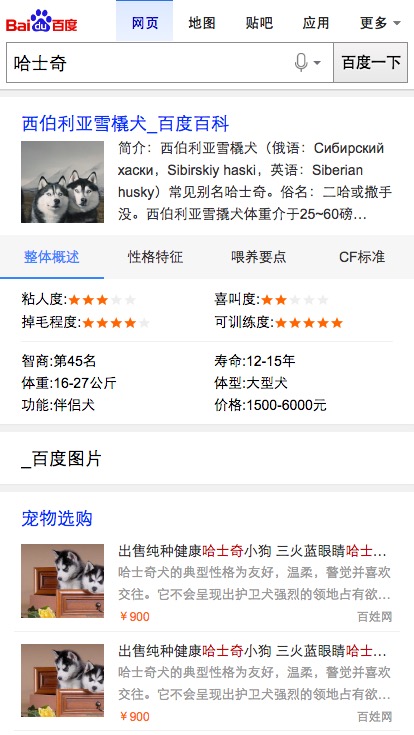 Bai du 百度
网页 地图 贴吧 应用 更多
哈士奇
百度一下
西伯利亚雪橇犬_百度百科
简介：西伯利亚雪橇犬（俄语：Сибирский
хаски，Sibirskiy haski，英语：Siberian
husky）常见别名哈士奇。俗名：二哈或撒手
没。西伯利亚雪撬犬体重介于25~60磅…
整体概述 性格特征 喂养要点 CF标准
粘人度: 喜叫度:
掉毛程度: 可训练度:
智商:第45名 寿命:12-15年
体重:16-27公斤 体型:大型犬
功能:伴侣犬 价格:1500-6000元
_百度图片
宠物选购
出售纯种健康哈士奇小狗 三火蓝眼睛哈士…
哈士奇犬的典型性格为友好，温柔，警觉并喜欢
交往。它不会呈现出护卫犬强烈的领地占有欲…
￥900 百姓网
出售纯种健康哈士奇小狗 三火蓝眼睛哈士…
哈士奇犬的典型性格为友好，温柔，警觉并喜欢
交往。它不会呈现出护卫犬强烈的领地占有欲…
￥900 百姓网